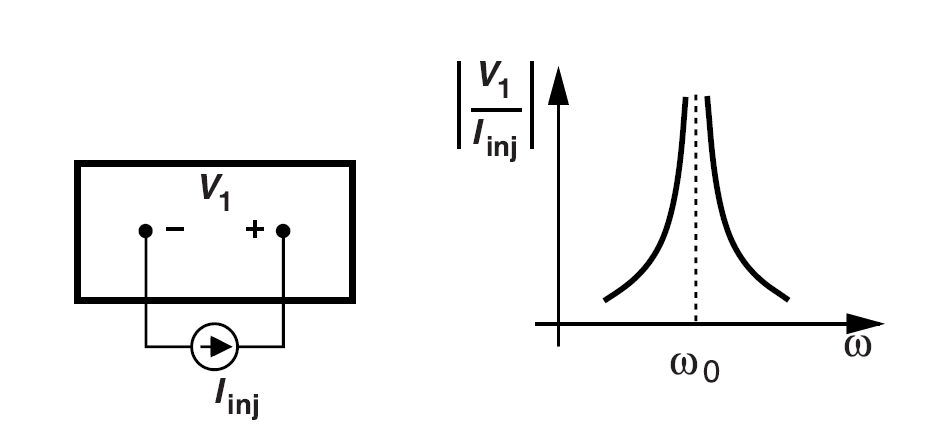 V1
− +
Iinj
|V1/Iinj|
ω
ω0